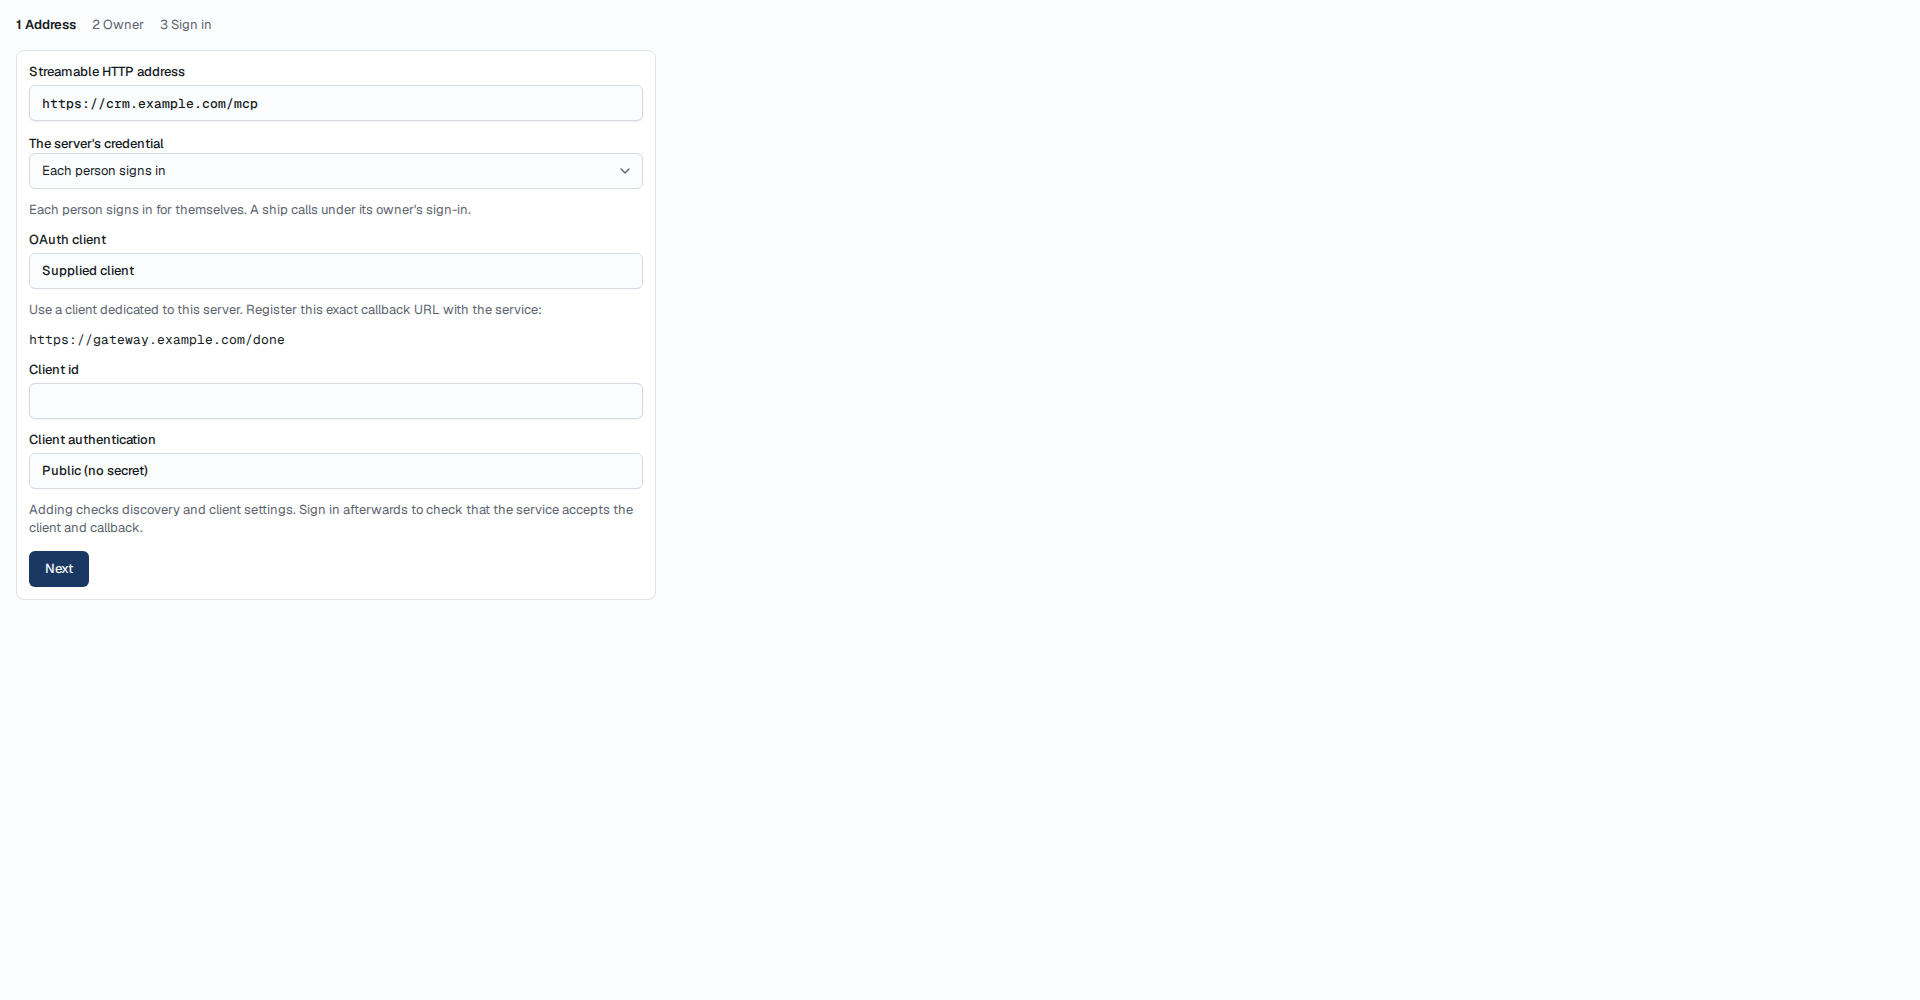 1 Address 2 Owner 3 Sign in
Streamable HTTP address
https://crm.example.com/mcp
The server's credential
Each person signs in
Each person signs in for themselves. A ship calls under its owner's sign-in.
OAuth client
Supplied client
Use a client dedicated to this server. Register this exact callback URL with the service:
https://gateway.example.com/done
Client id
Client authentication
Public (no secret)
Adding checks discovery and client settings. Sign in afterwards to check that the service accepts the
client and callback.
Next